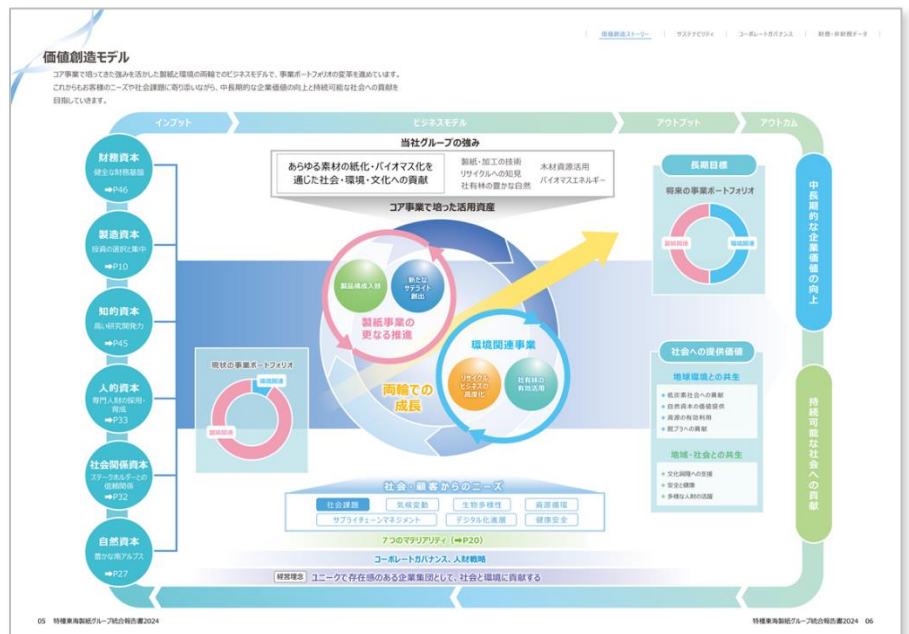 価値創造ストーリー | サステナビリティ | コーポレートガバナンス | 財務・非財務データ
価値創造モデル
コア事業で培ってきた強みを活かした製紙と環境の両輪でのビジネスモデルで、事業ポートフォリオの変革を進めています。
これからもお客様のニーズや社会課題に寄り添いながら、中長期的な企業価値の向上と持続可能な社会への貢献を
目指していきます。
インプット
ビジネスモデル
アウトプット
アウトカム
財務資本
健全な財務基盤
➡P46
製造資本
投資の選択と集中
➡P10
知的資本
高い研究開発力
➡P45
人的資本
専門人財の採用・
育成
➡P33
社会関係資本
ステークホルダーとの
信頼関係
➡P32
自然資本
豊かな南アルプス
➡P27
当社グループの強み
あらゆる素材の紙化・バイオマス化を
通じた社会・環境・文化への貢献
製紙・加工の技術
リサイクルへの知見
社有林の豊かな自然
木材資源活用
バイオマスエネルギー
コア事業で培った活用資産
製品構成入替
新たな
サテライト
創出
製紙事業の
更なる推進
環境関連事業
リサイクル
ビジネスの
高度化
社有林の
有効活用
両輪での
成長
現状の事業ポートフォリオ
環境関連
製紙関連
社会・顧客からのニーズ
社会課題
気候変動
生物多様性
資源循環
サプライチェーンマネジメント
デジタル化進展
健康安全
7つのマテリアリティ（➡P20）
コーポレートガバナンス、人財戦略
経営理念 ユニークで存在感のある企業集団として、社会と環境に貢献する
長期目標
将来の事業ポートフォリオ
製紙関連
環境関連
社会への提供価値
地球環境との共生
低炭素社会への貢献
自然資本の価値提供
資源の有効利用
脱プラへの貢献
地域・社会との共生
文化洞隣への支援
安全と健康
多様な人財の活躍
中長期的な企業価値の向上
持続可能な社会への貢献
05 特種東海製紙グループ統合報告書2024
特種東海製紙グループ統合報告書2024 06